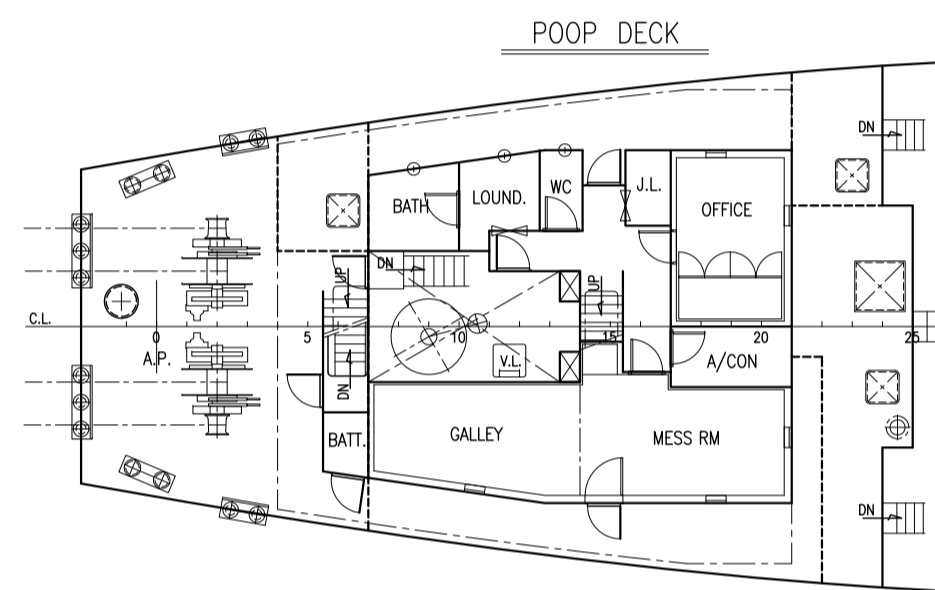 POOP DECK
DN
BATH
LOUND.
WC
J.L.
OFFICE
DN
UP
UP
C.L.
0
5
10
15
20
25
A.P.
V.L.
A/CON
DN
BATT.
GALLEY
MESS RM
DN